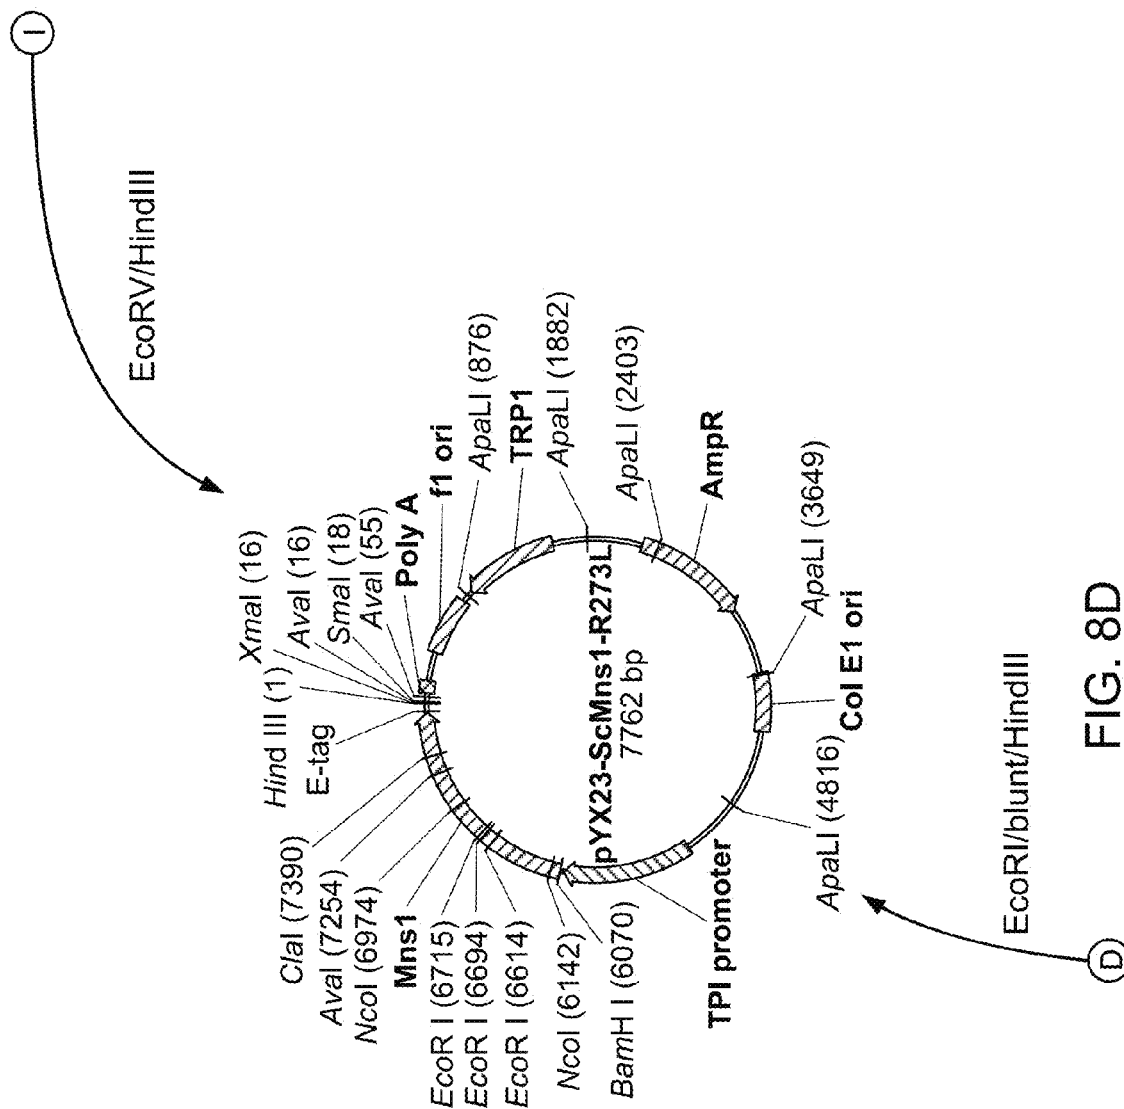 I
EcoRV/HindIII
XmaI (16)
AvaI (16)
SmaI (18)
AvaI (55)
Poly A
f1 ori
ApaLI (876)
TRP1
ApaLI (1882)
ApaLI (2403)
AmpR
ApaLI (3649)
Col E1 ori
ApaLI (4816)
TPI promoter
BamH I (6070)
NcoI (6142)
EcoR I (6614)
EcoR I (6694)
EcoR I (6715)
Mns1
NcoI (6974)
AvaI (7254)
ClaI (7390)
E-tag
Hind III (1)
pYX23-ScMns1-R273L
7762 bp
EcoRI/blunt/HindIII
D
FIG. 8D